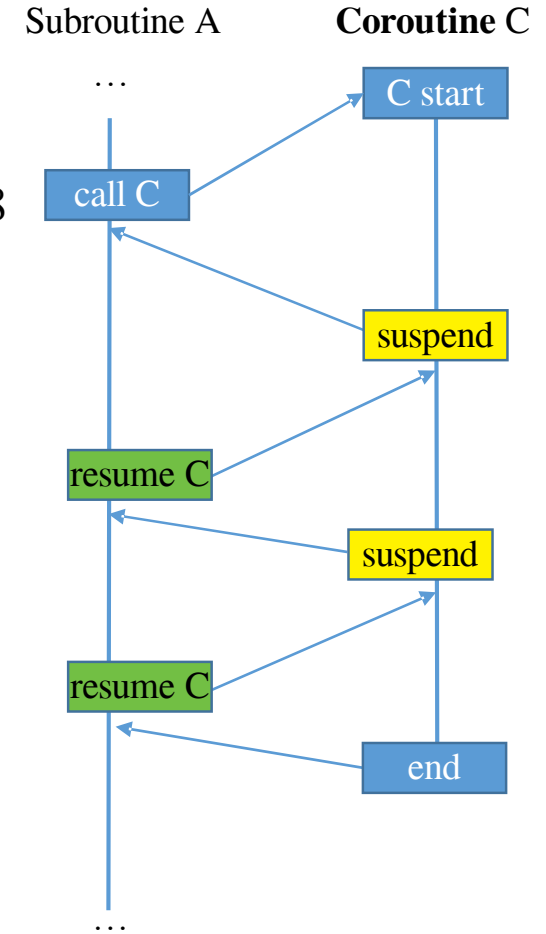 Subroutine A
Coroutine C
…
C start
call C
suspend
resume C
suspend
resume C
end
…